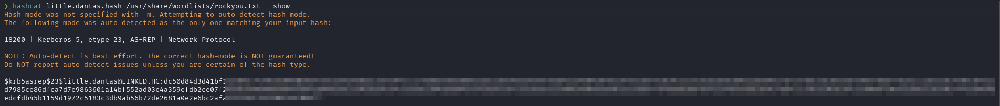 ❯ hashcat little.dantas.hash /usr/share/wordlists/rockyou.txt --show
Hash-mode was not specified with -m. Attempting to auto-detect hash mode.
The following mode was auto-detected as the only one matching your input hash:
18200 | Kerberos 5, etype 23, AS-REP | Network Protocol
NOTE: Auto-detect is best effort. The correct hash-mode is NOT guaranteed!
Do NOT report auto-detect issues unless you are certain of the hash type.
$krb5asrep$23$little.dantas@LINKED.HC:dc50d84d3d41bf1
d7985ce86dfca7d7e9863601a14bf552ad03c4a359efdb2ce07f2
edcfdb45b1159d1972c5183c3db9ab56b72de2681a0e2e6bc2afa